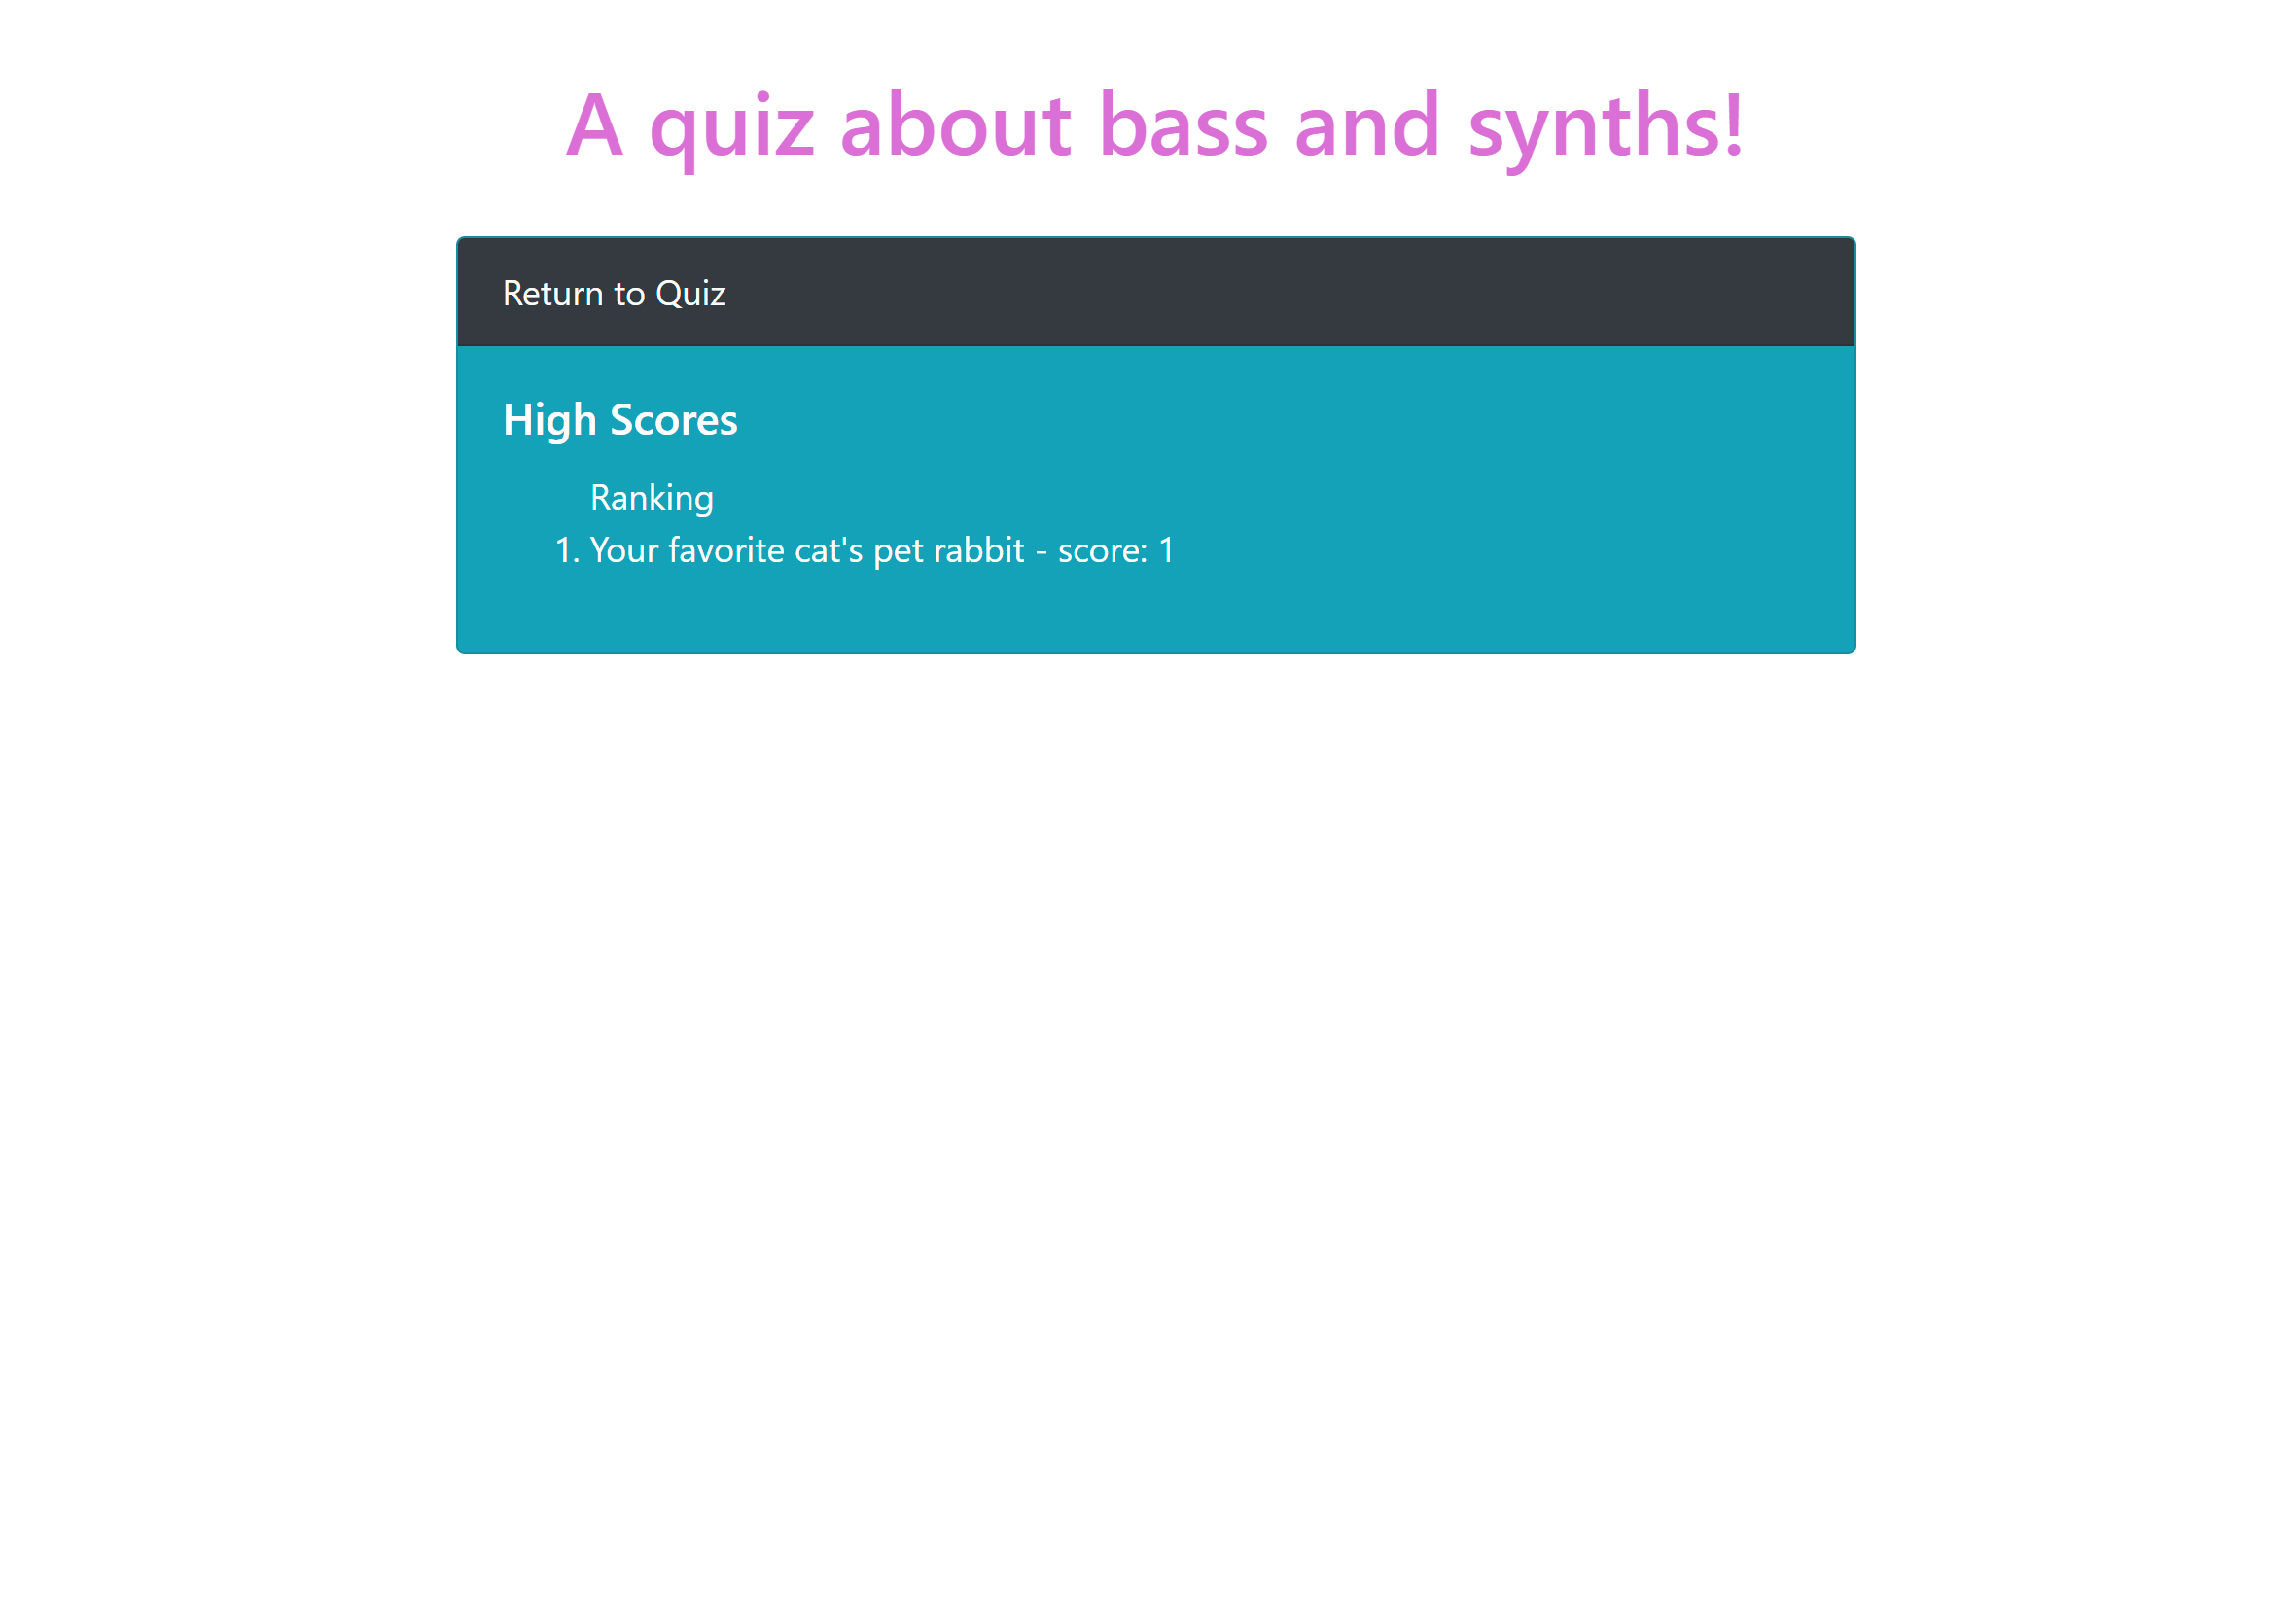 A quiz about bass and synths!
Return to Quiz
High Scores
Ranking
1. Your favorite cat's pet rabbit - score: 1